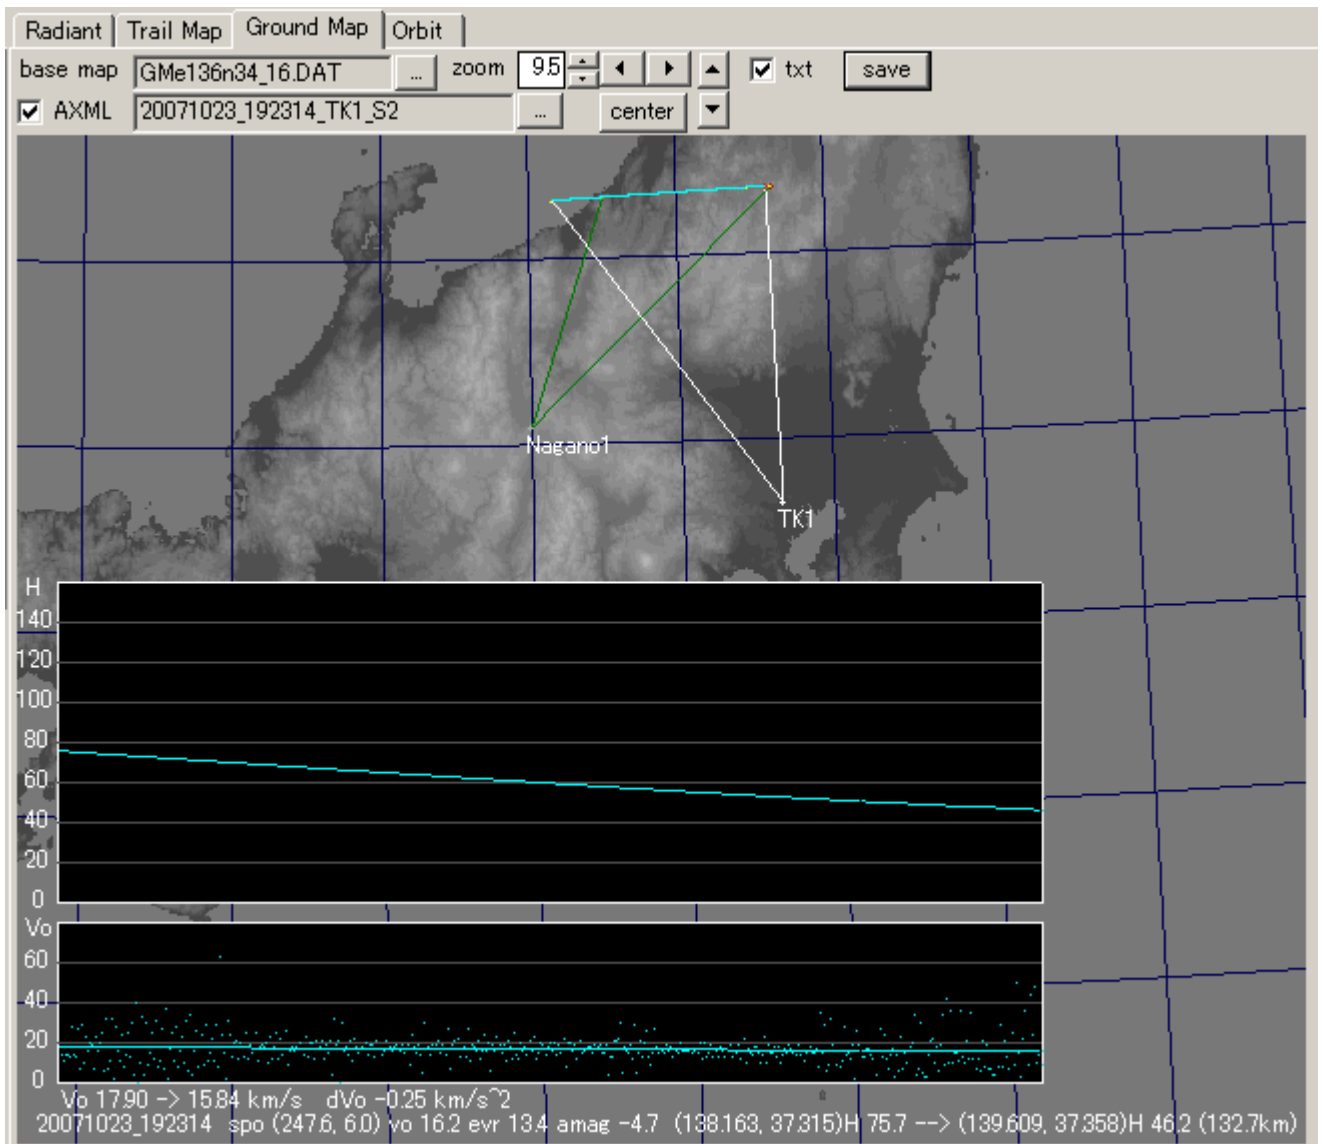 Radiant Trail Map Ground Map Orbit
base map GMe136n34_16.DAT ... zoom 9.5 txt save
AXML 20071023_192314_TK1_S2 ... center
Nagano1
TK1
H
140
120
100
80
60
40
20
0
Vo
60
40
20
0
Vo 17.90 -> 15.84 km/s dVo -0.25 km/s^2
20071023_192314 spo (247.6, 6.0) vo 16.2 evr 13.4 amag -4.7 (138.163, 37.315)H 75.7 --> (139.609, 37.358)H 46.2 (132.7km)